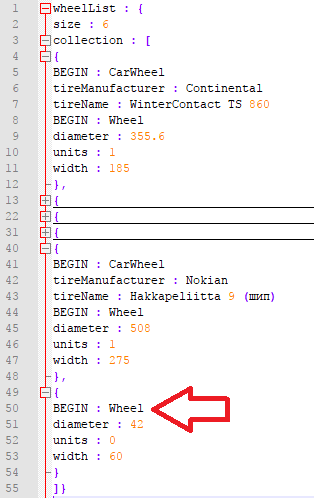 1 wheelList : {
2 size : 6
3 collection : [
4 {
5 BEGIN : CarWheel
6 tireManufacturer : Continental
7 tireName : WinterContact TS 860
8 BEGIN : Wheel
9 diameter : 355.6
10 units : 1
11 width : 185
12 },
13 {
22 {
31 {
40 {
41 BEGIN : CarWheel
42 tireManufacturer : Nokian
43 tireName : Hakkapeliitta 9 (шип)
44 BEGIN : Wheel
45 diameter : 508
46 units : 1
47 width : 275
48 },
49 {
50 BEGIN : Wheel
51 diameter : 42
52 units : 0
53 width : 60
54 }
55 ]}